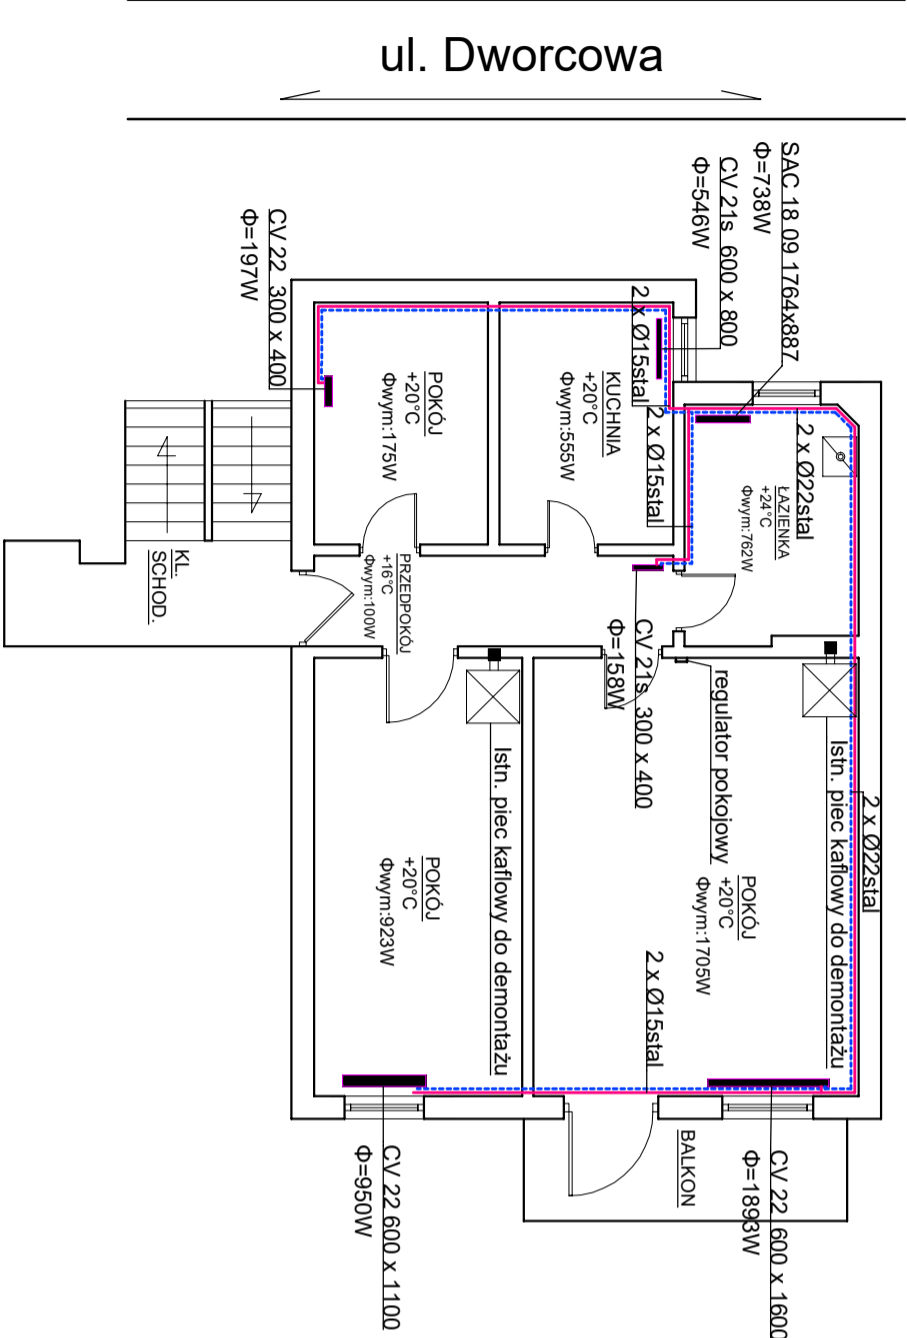 ul. Dworcowa
SAC 18 09 1764x887
Φ=738W
CV 21s 600 x 800
Φ=546W
CV 22 300 x 400
Φ=197W
2 x Ø15stal
2 x Ø15stal
2 x Ø22stal
KUCHNIA
+20°C
Φwym:555W
POKÓJ
+20°C
Φwym:175W
ŁAZIENKA
+24°C
Φwym:762W
PRZEDPOKÓJ
+16°C
Φwym:100W
KL.
SCHOD.
CV 21s 300 x 400
Φ=158W
regulator pokojowy
Istn. piec kaflowy do demontażu
Istn. piec kaflowy do demontażu
2 x Ø22stal
POKÓJ
+20°C
Φwym:1705W
POKÓJ
+20°C
Φwym:923W
2 x Ø15stal
BALKON
CV 22 600 x 1600
Φ=1893W
CV 22 600 x 1100
Φ=950W